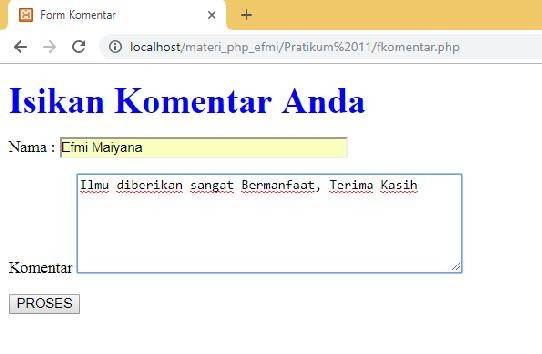 Form Komentar
localhost/materi_php_efmi/Pratikum%2011/fkomentar.php
Isikan Komentar Anda
Nama : Efmi Maiyana
Ilmu diberikan sangat Bermanfaat, Terima Kasih
Komentar
PROSES